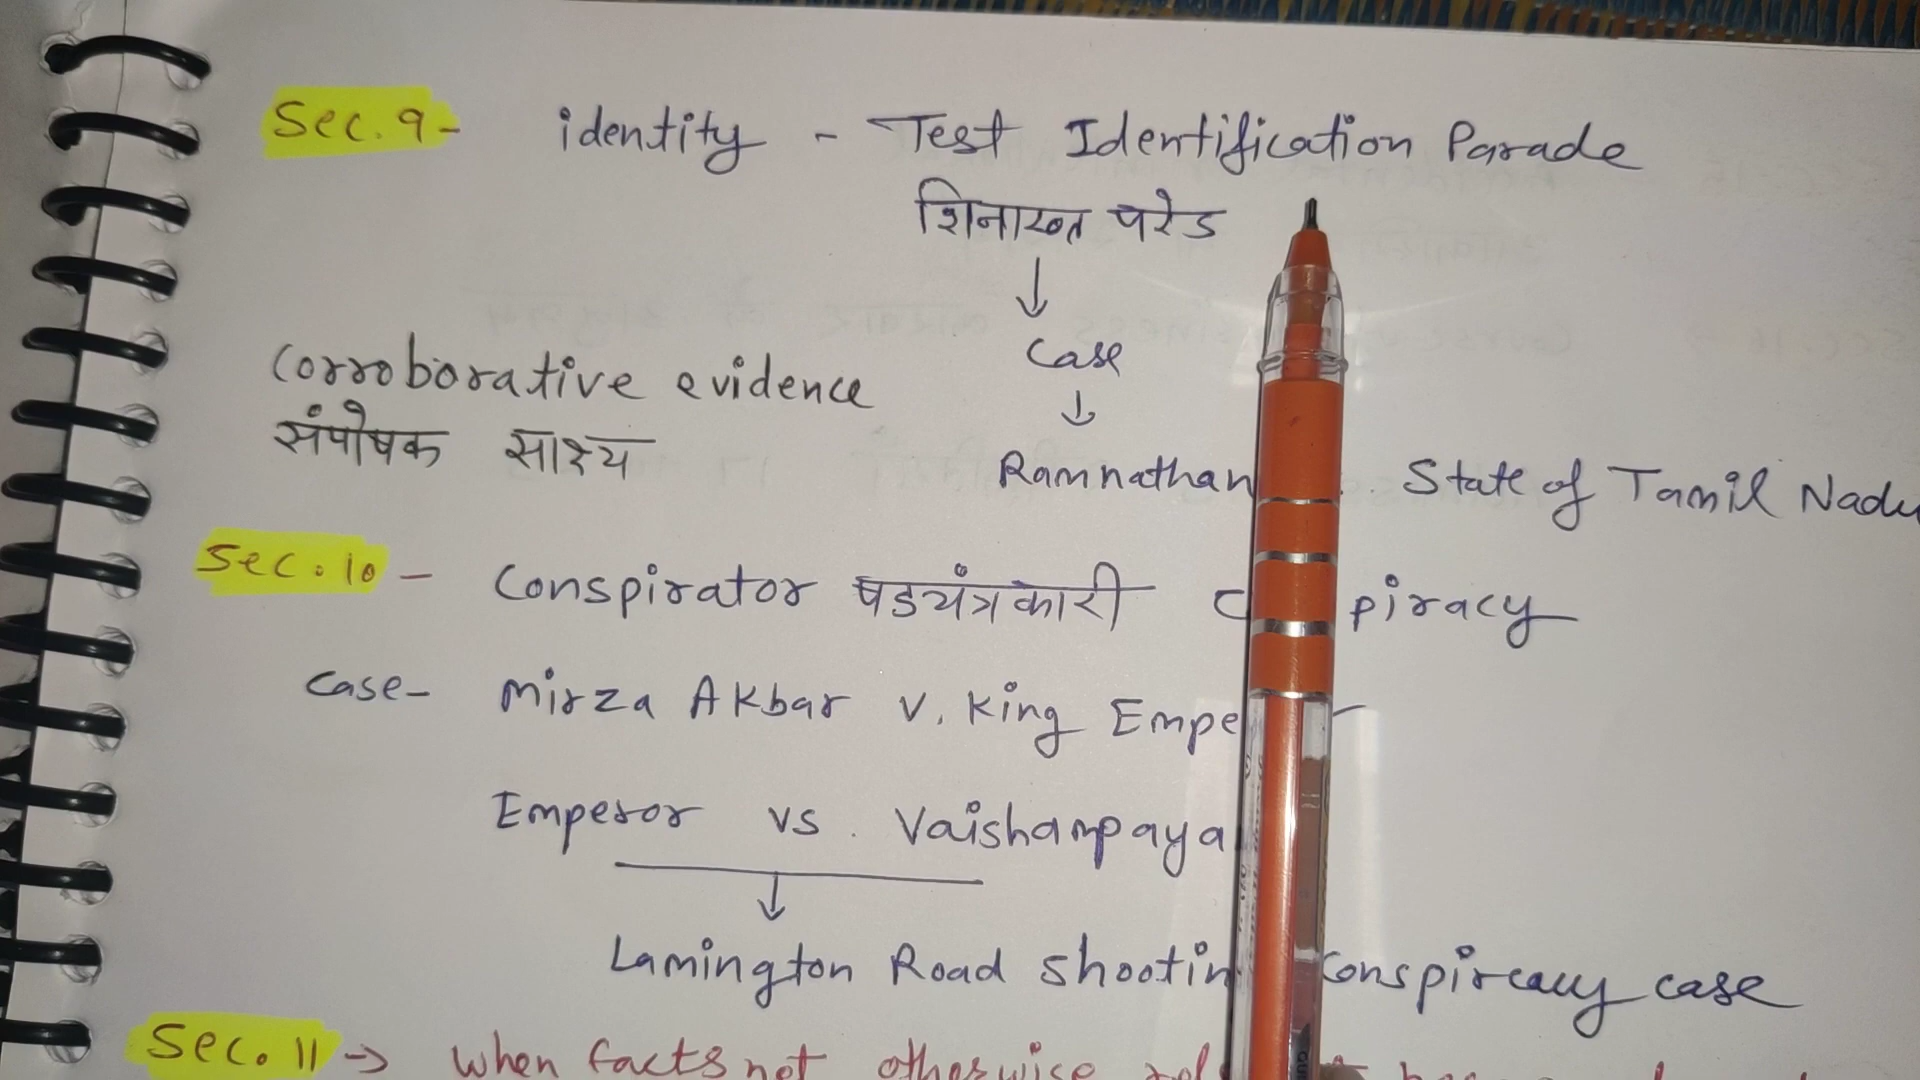 Sec. 9- identity - Test Identification Parade
शिनाख्त परेड
Case
Corroborative evidence
संपोषक साक्ष्य
Ramnathan . State of Tamil Nadu
Sec. 10 - Conspirator षडयंत्रकारी C piracy
Case- Mirza Akbar v. King Empe
Emperor vs. Vaishampaya
Lamington Road shootin conspircauy case
Sec. 11 → when facts not otherwise